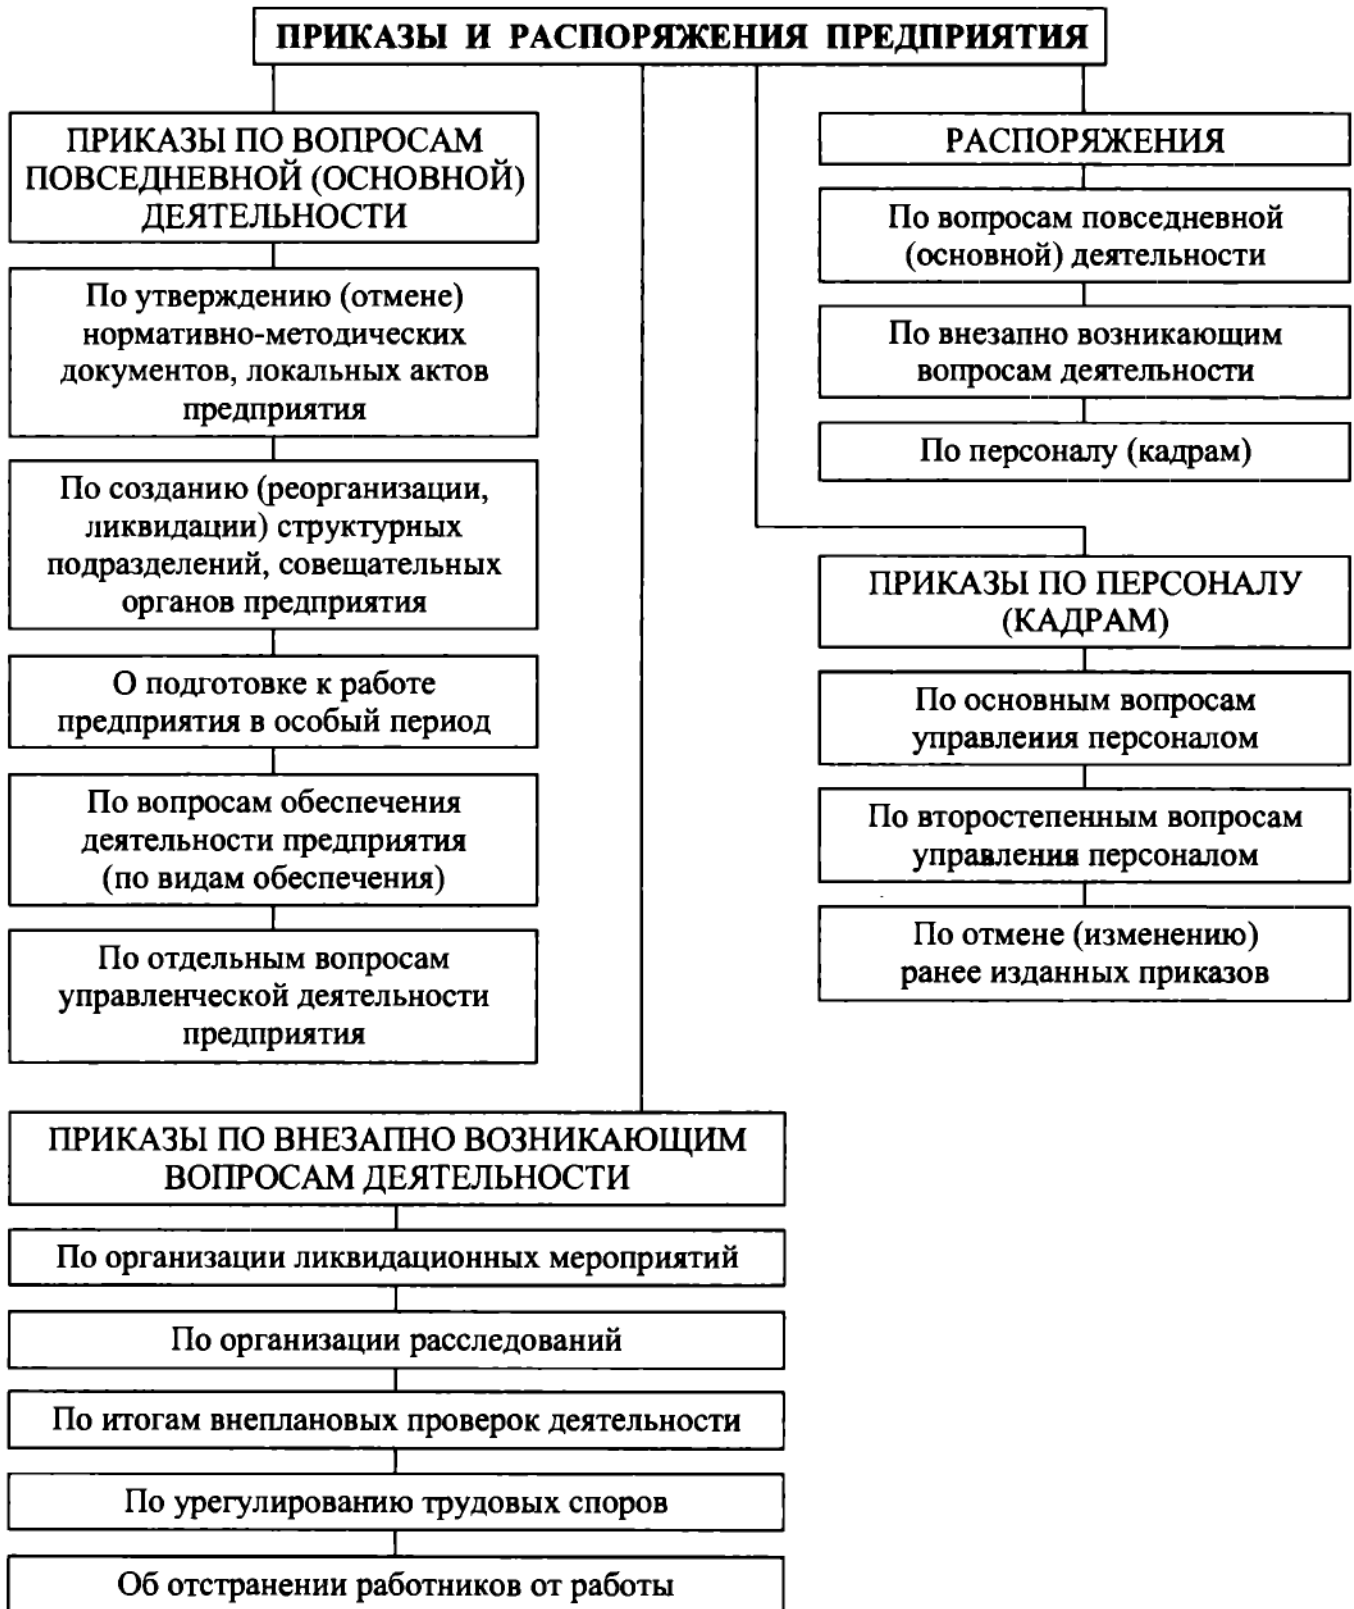 ПРИКАЗЫ И РАСПОРЯЖЕНИЯ ПРЕДПРИЯТИЯ
ПРИКАЗЫ ПО ВОПРОСАМ
ПОВСЕДНЕВНОЙ (ОСНОВНОЙ)
ДЕЯТЕЛЬНОСТИ
По утверждению (отмене)
нормативно-методических
документов, локальных актов
предприятия
По созданию (реорганизации,
ликвидации) структурных
подразделений, совещательных
органов предприятия
О подготовке к работе
предприятия в особый период
По вопросам обеспечения
деятельности предприятия
(по видам обеспечения)
По отдельным вопросам
управленческой деятельности
предприятия
РАСПОРЯЖЕНИЯ
По вопросам повседневной
(основной) деятельности
По внезапно возникающим
вопросам деятельности
По персоналу (кадрам)
ПРИКАЗЫ ПО ПЕРСОНАЛУ
(КАДРАМ)
По основным вопросам
управления персоналом
По второстепенным вопросам
управления персоналом
По отмене (изменению)
ранее изданных приказов
ПРИКАЗЫ ПО ВНЕЗАПНО ВОЗНИКАЮЩИМ
ВОПРОСАМ ДЕЯТЕЛЬНОСТИ
По организации ликвидационных мероприятий
По организации расследований
По итогам внеплановых проверок деятельности
По урегулированию трудовых споров
Об отстранении работников от работы